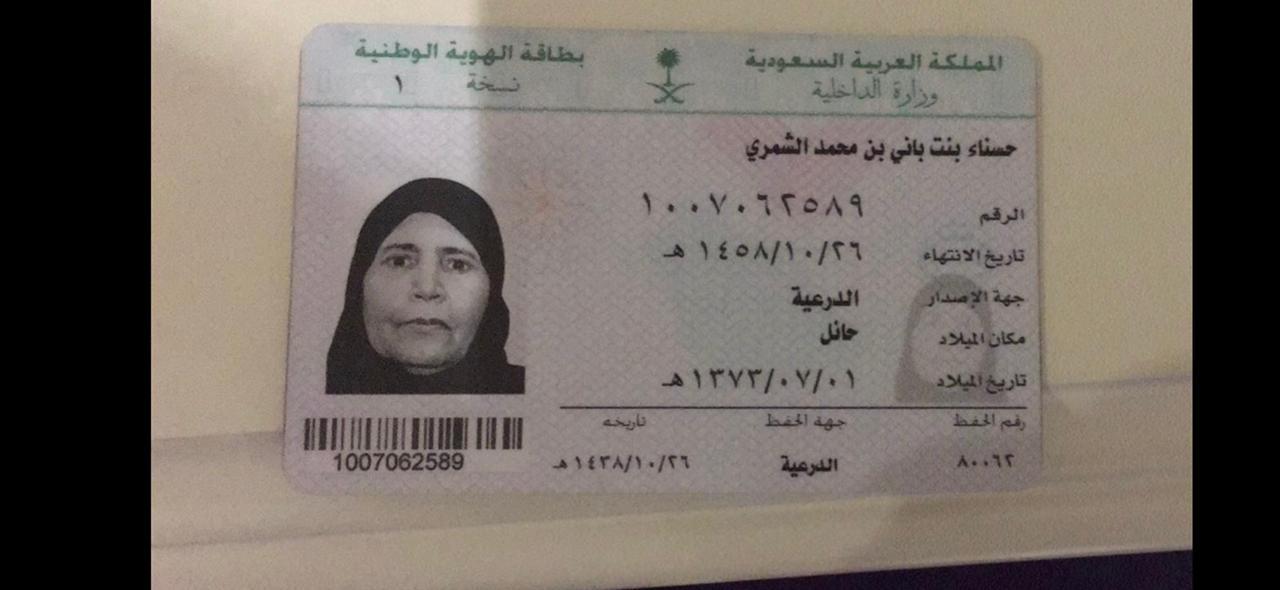 المملكة العربية السعودية
وزارة الداخلية
بطاقة الهوية الوطنية
نسخة ١
حسناء بنت باني بن محمد الشمري
الرقم ١٠٠٧٠٦٢٥٨٩
تاريخ الانتهاء ١٤٥٨/١٠/٢٦ هـ
جهة الإصدار الدرعية
مكان الميلاد حائل
تاريخ الميلاد ١٣٧٣/٠٧/٠١ هـ
رقم الحفظ جهة الحفظ تاريخه
٨٠٠٦٢ الدرعية ١٤٣٨/١٠/٢٦ هـ
1007062589